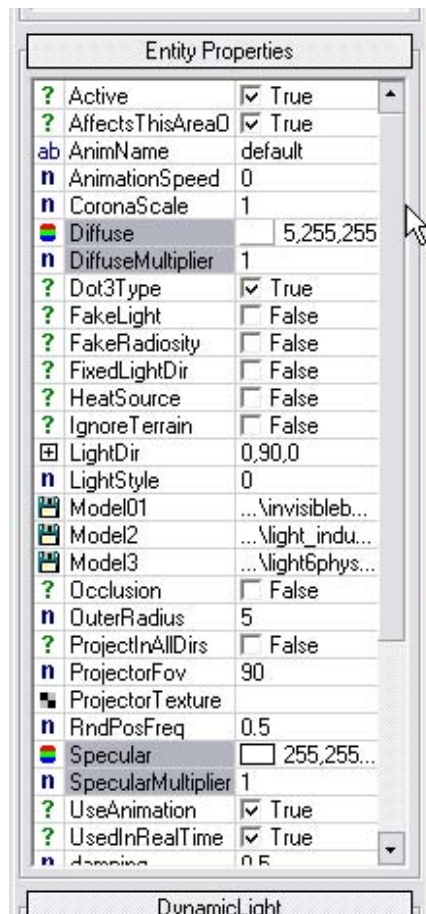 Entity Properties
? Active True
? AffectsThisAreaO True
ab AnimName default
n AnimationSpeed 0
n CoronaScale 1
Diffuse 5,255,255
n DiffuseMultiplier 1
? Dot3Type True
? FakeLight False
? FakeRadiosity False
? FixedLightDir False
? HeatSource False
? IgnoreTerrain False
LightDir 0,90,0
n LightStyle 0
Model01 ...\invisibleb...
Model2 ...\light_indu...
Model3 ...\light6phys...
? Occlusion False
n OuterRadius 5
? ProjectInAllDirs False
n ProjectorFov 90
ProjectorTexture
n RndPosFreq 0.5
Specular 255,255...
n SpecularMultiplier 1
? UseAnimation True
? UsedInRealTime True
n damping 0.5
DynamicLight